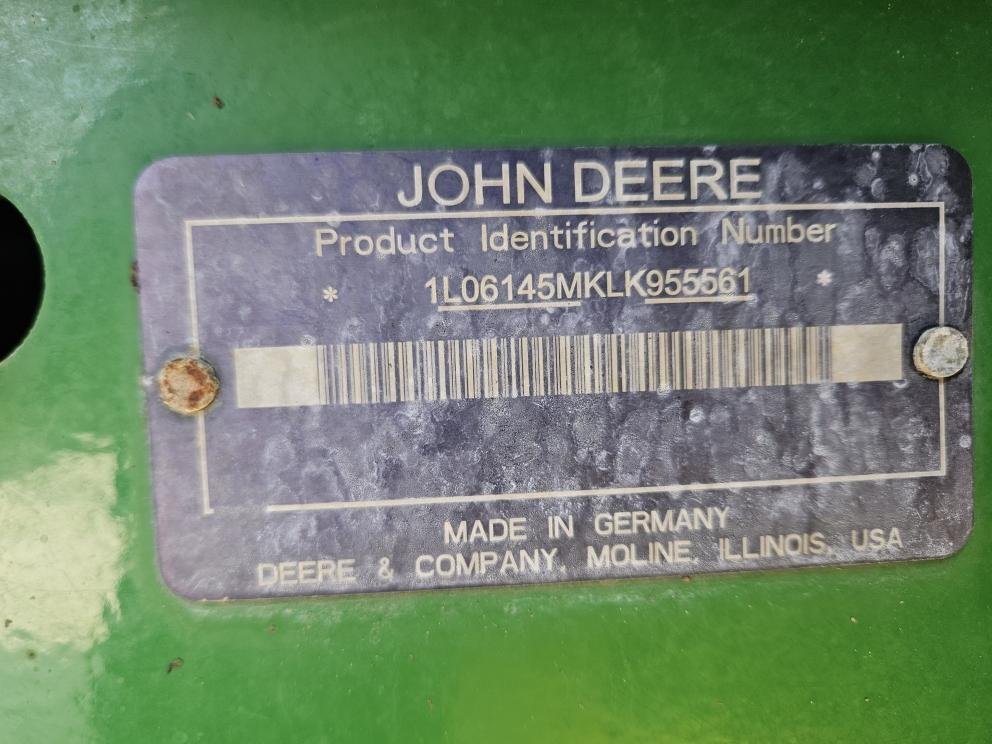 JOHN DEERE
Product Identification Number
* 1L06145MKLK955561 *
MADE IN GERMANY
DEERE & COMPANY, MOLINE, ILLINOIS, USA